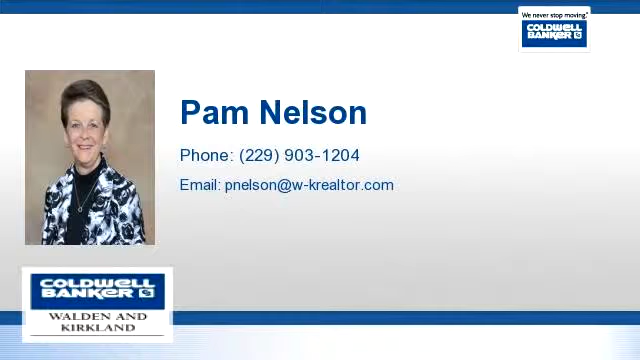 We never stop moving.®
COLDWELL
BANKER
Pam Nelson
Phone: (229) 903-1204
Email: pnelson@w-krealtor.com
COLDWELL
BANKER
WALDEN AND
KIRKLAND